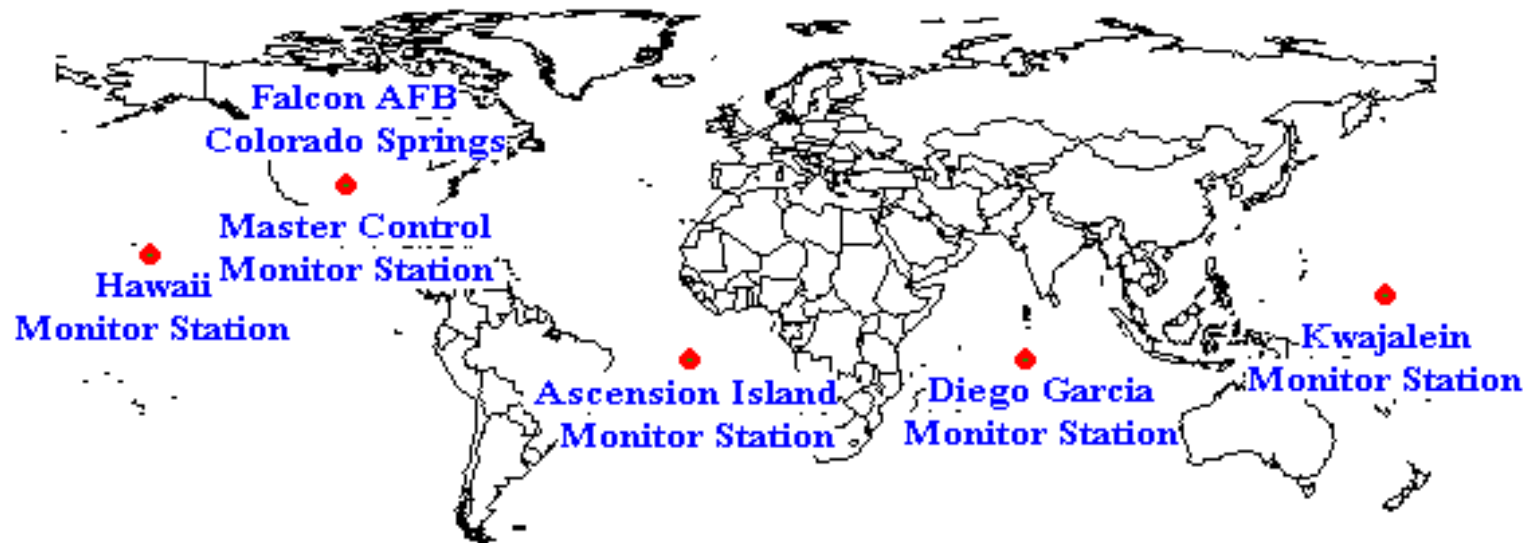 Falcon AFB
Colorado Springs
Master Control
Monitor Station
Hawaii
Monitor Station
Ascension Island
Monitor Station
Diego Garcia
Monitor Station
Kwajalein
Monitor Station